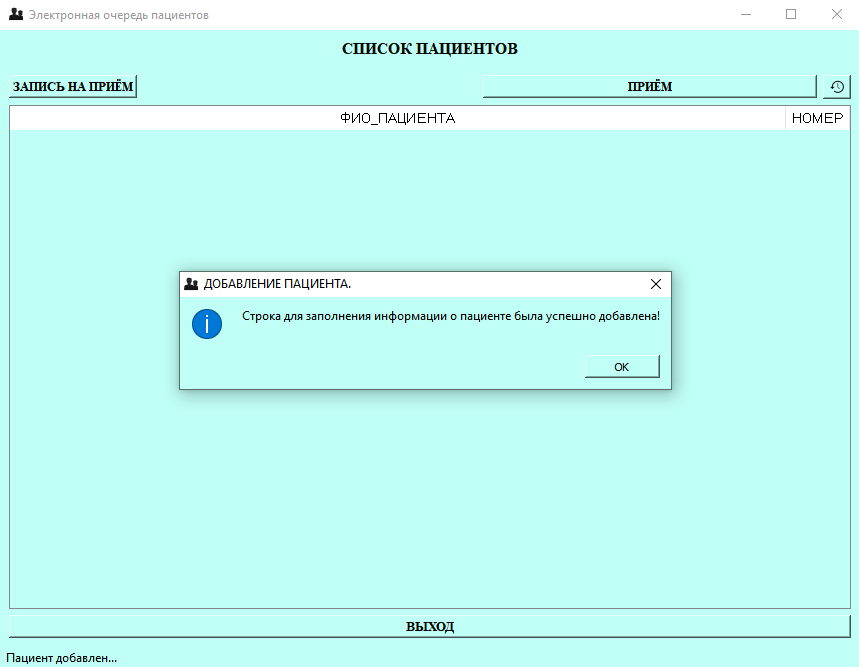 Электронная очередь пациентов
СПИСОК ПАЦИЕНТОВ
ЗАПИСЬ НА ПРИЁМ
ПРИЁМ
ФИО_ПАЦИЕНТА
НОМЕР
ДОБАВЛЕНИЕ ПАЦИЕНТА.
Строка для заполнения информации о пациенте была успешно добавлена!
OK
ВЫХОД
Пациент добавлен...